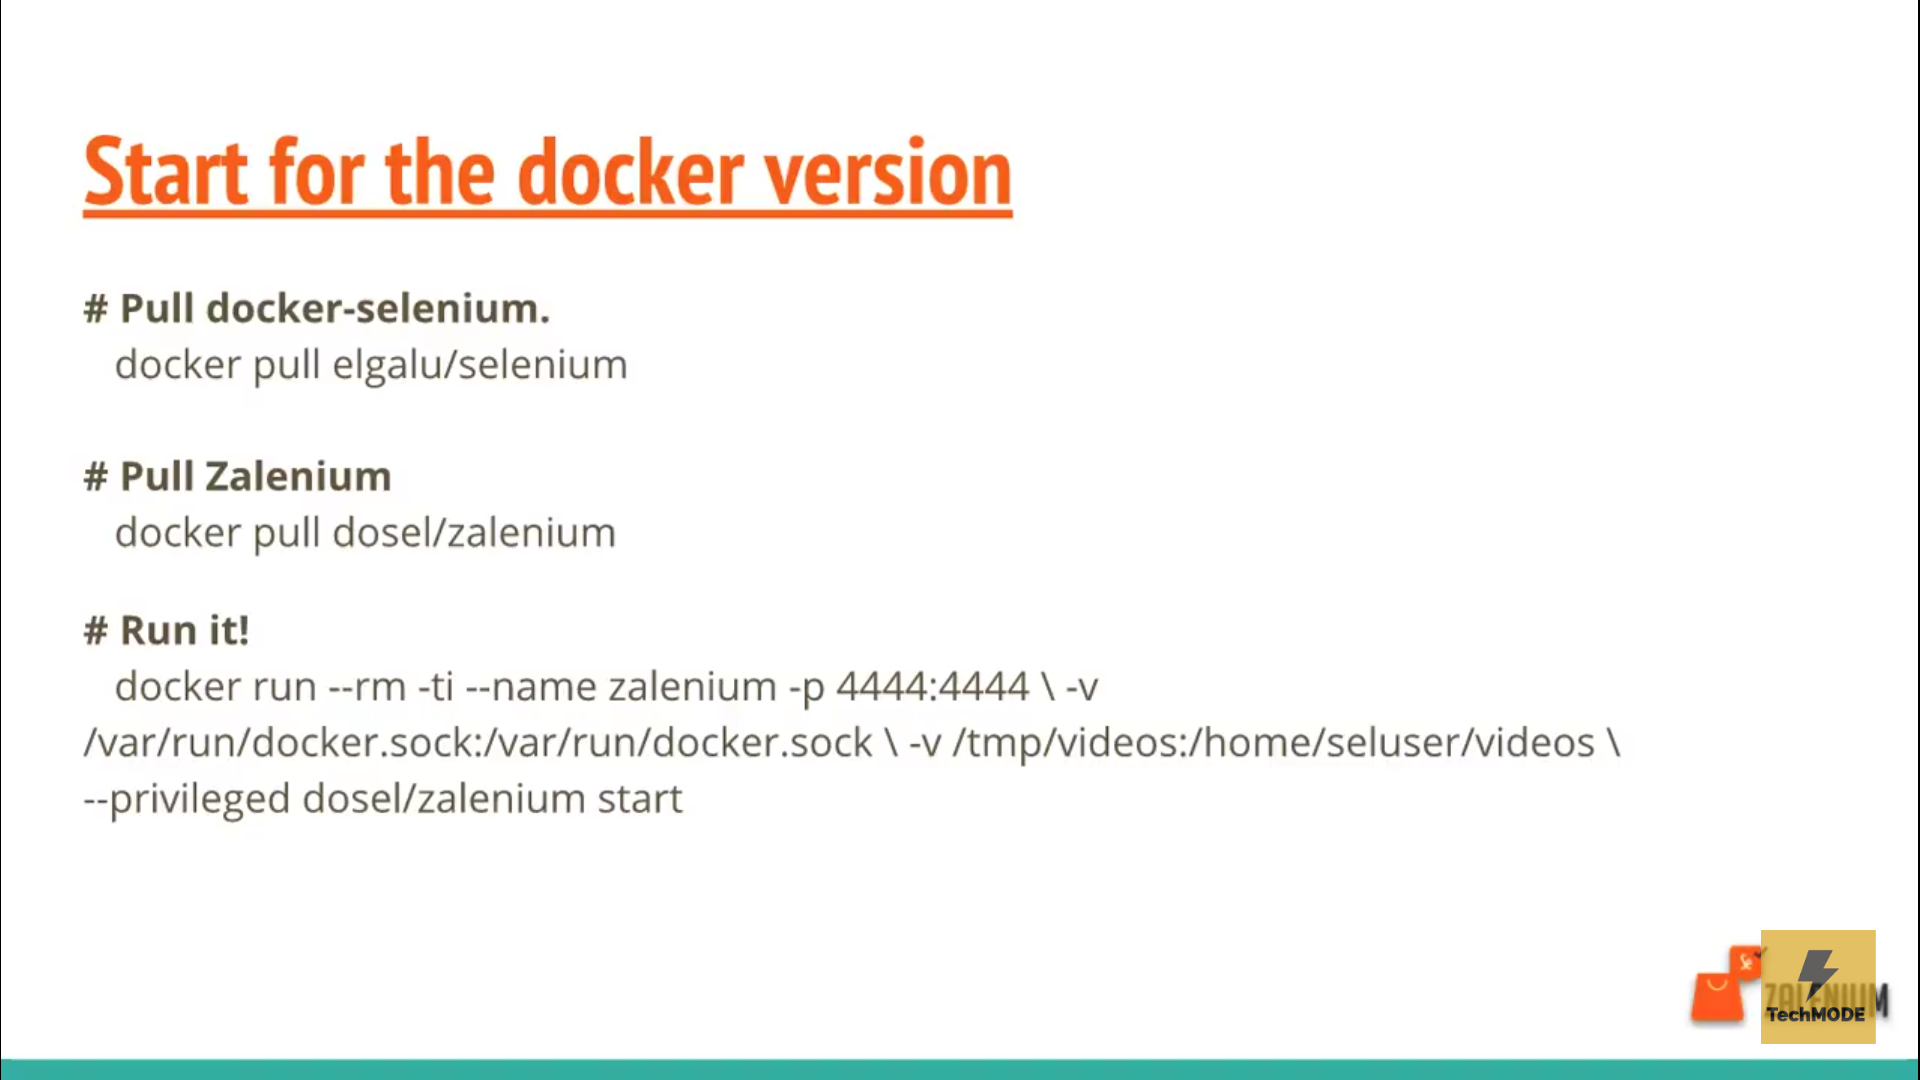 Start for the docker version
# Pull docker-selenium.
docker pull elgalu/selenium
# Pull Zalenium
docker pull dosel/zalenium
# Run it!
docker run --rm -ti --name zalenium -p 4444:4444 \ -v
/var/run/docker.sock:/var/run/docker.sock \ -v /tmp/videos:/home/seluser/videos \
--privileged dosel/zalenium start
ZALENIUM
TechMODE